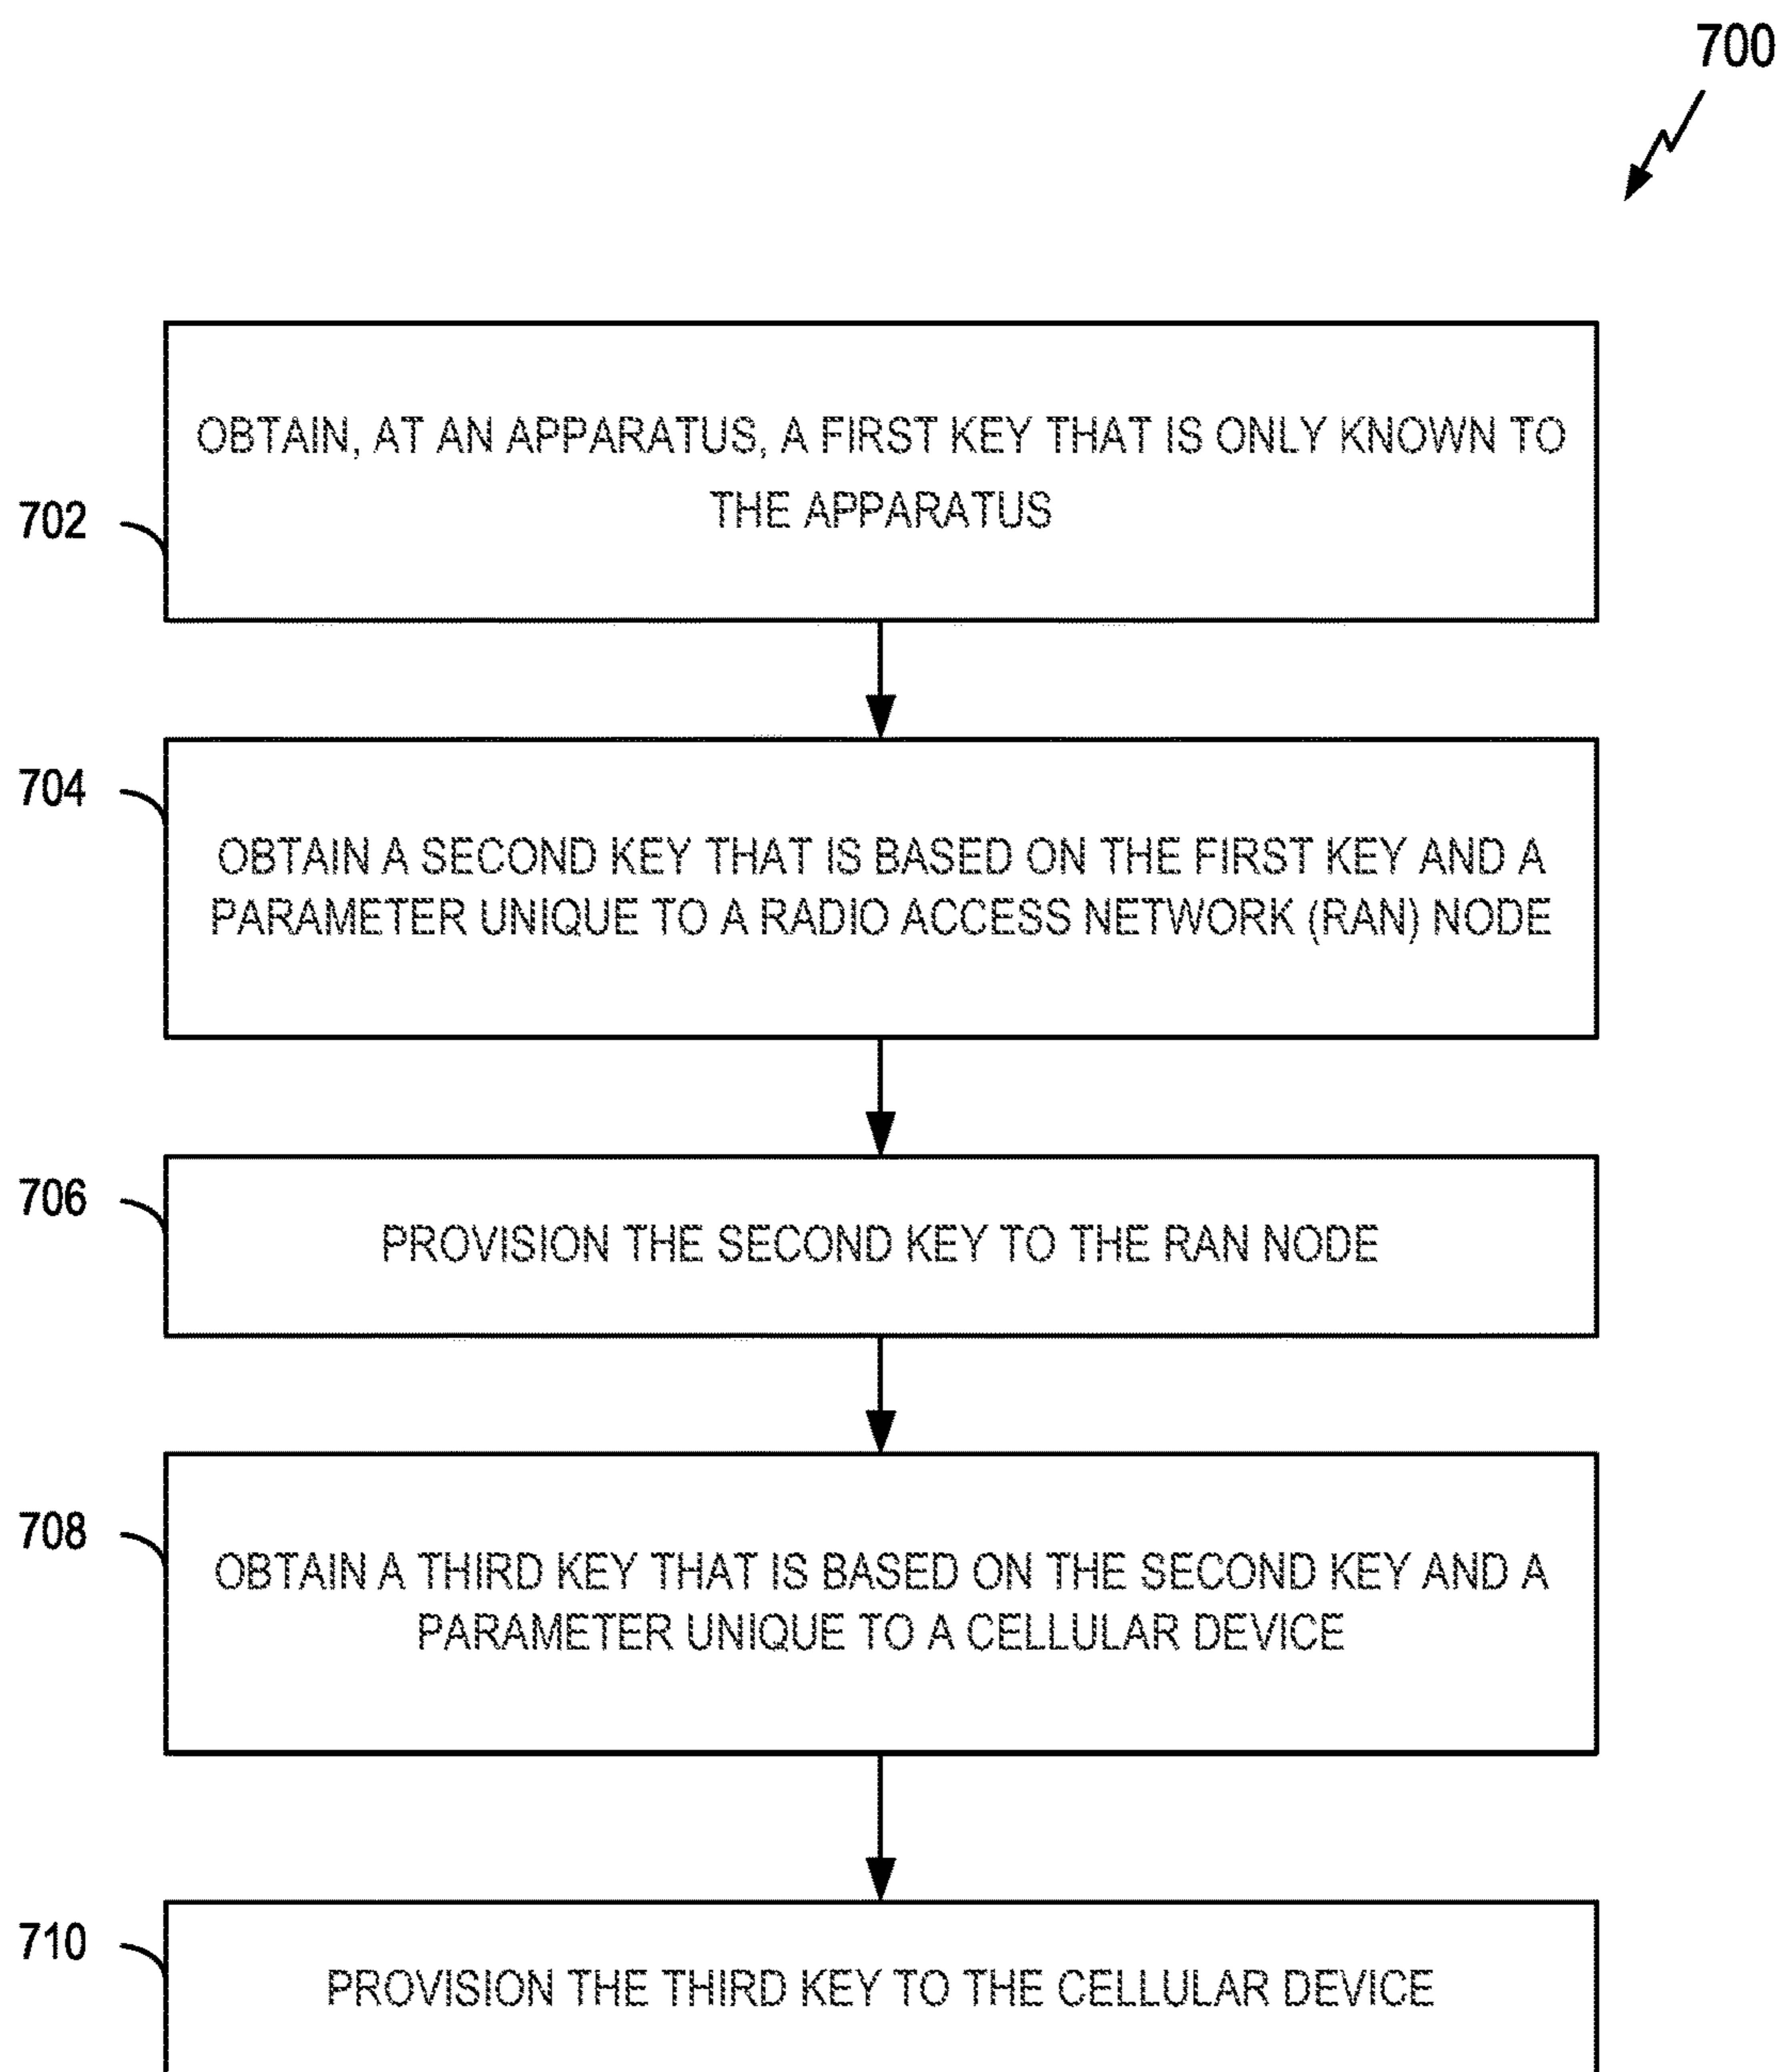 700
702
OBTAIN, AT AN APPARATUS, A FIRST KEY THAT IS ONLY KNOWN TO
THE APPARATUS
704
OBTAIN A SECOND KEY THAT IS BASED ON THE FIRST KEY AND A
PARAMETER UNIQUE TO A RADIO ACCESS NETWORK (RAN) NODE
706
PROVISION THE SECOND KEY TO THE RAN NODE
708
OBTAIN A THIRD KEY THAT IS BASED ON THE SECOND KEY AND A
PARAMETER UNIQUE TO A CELLULAR DEVICE
710
PROVISION THE THIRD KEY TO THE CELLULAR DEVICE